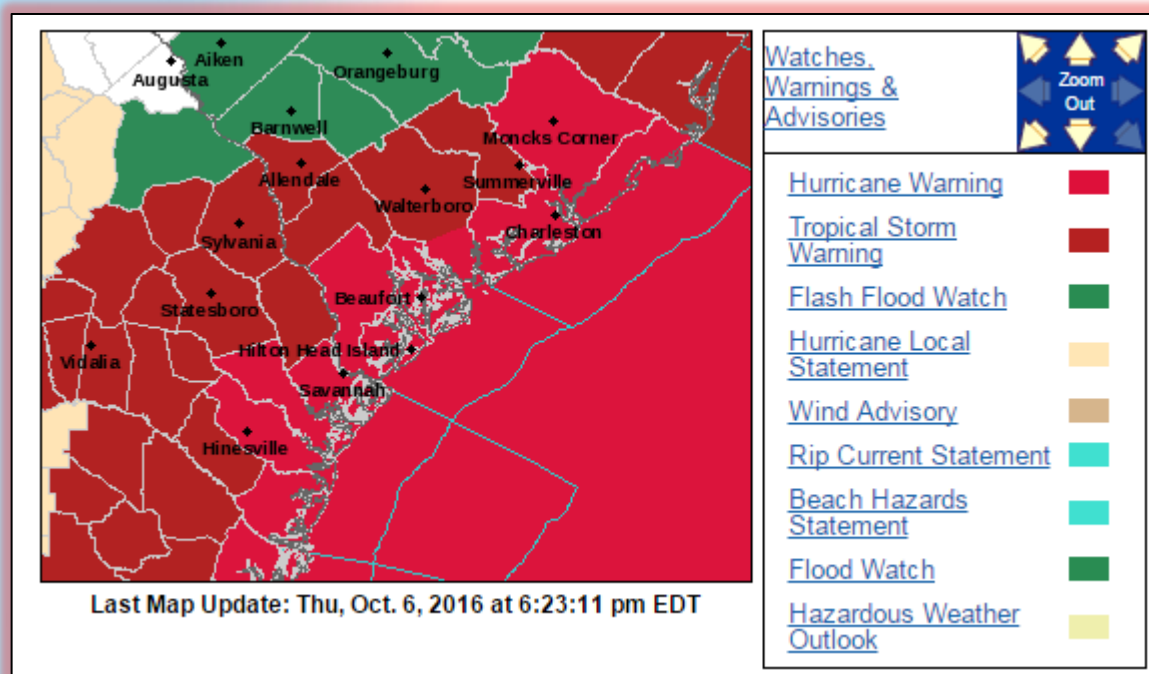 Aiken
Augusta
Orangeburg
Barnwell
Moncks Corner
Allendale
Summerville
Walterboro
Sylvania
Charleston
Beaufort
Statesboro
Hilton Head Island
Vidalia
Savannah
Hinesville
Last Map Update: Thu, Oct. 6, 2016 at 6:23:11 pm EDT
Watches,
Warnings &
Advisories
Zoom
Out
Hurricane Warning
Tropical Storm
Warning
Flash Flood Watch
Hurricane Local
Statement
Wind Advisory
Rip Current Statement
Beach Hazards
Statement
Flood Watch
Hazardous Weather
Outlook